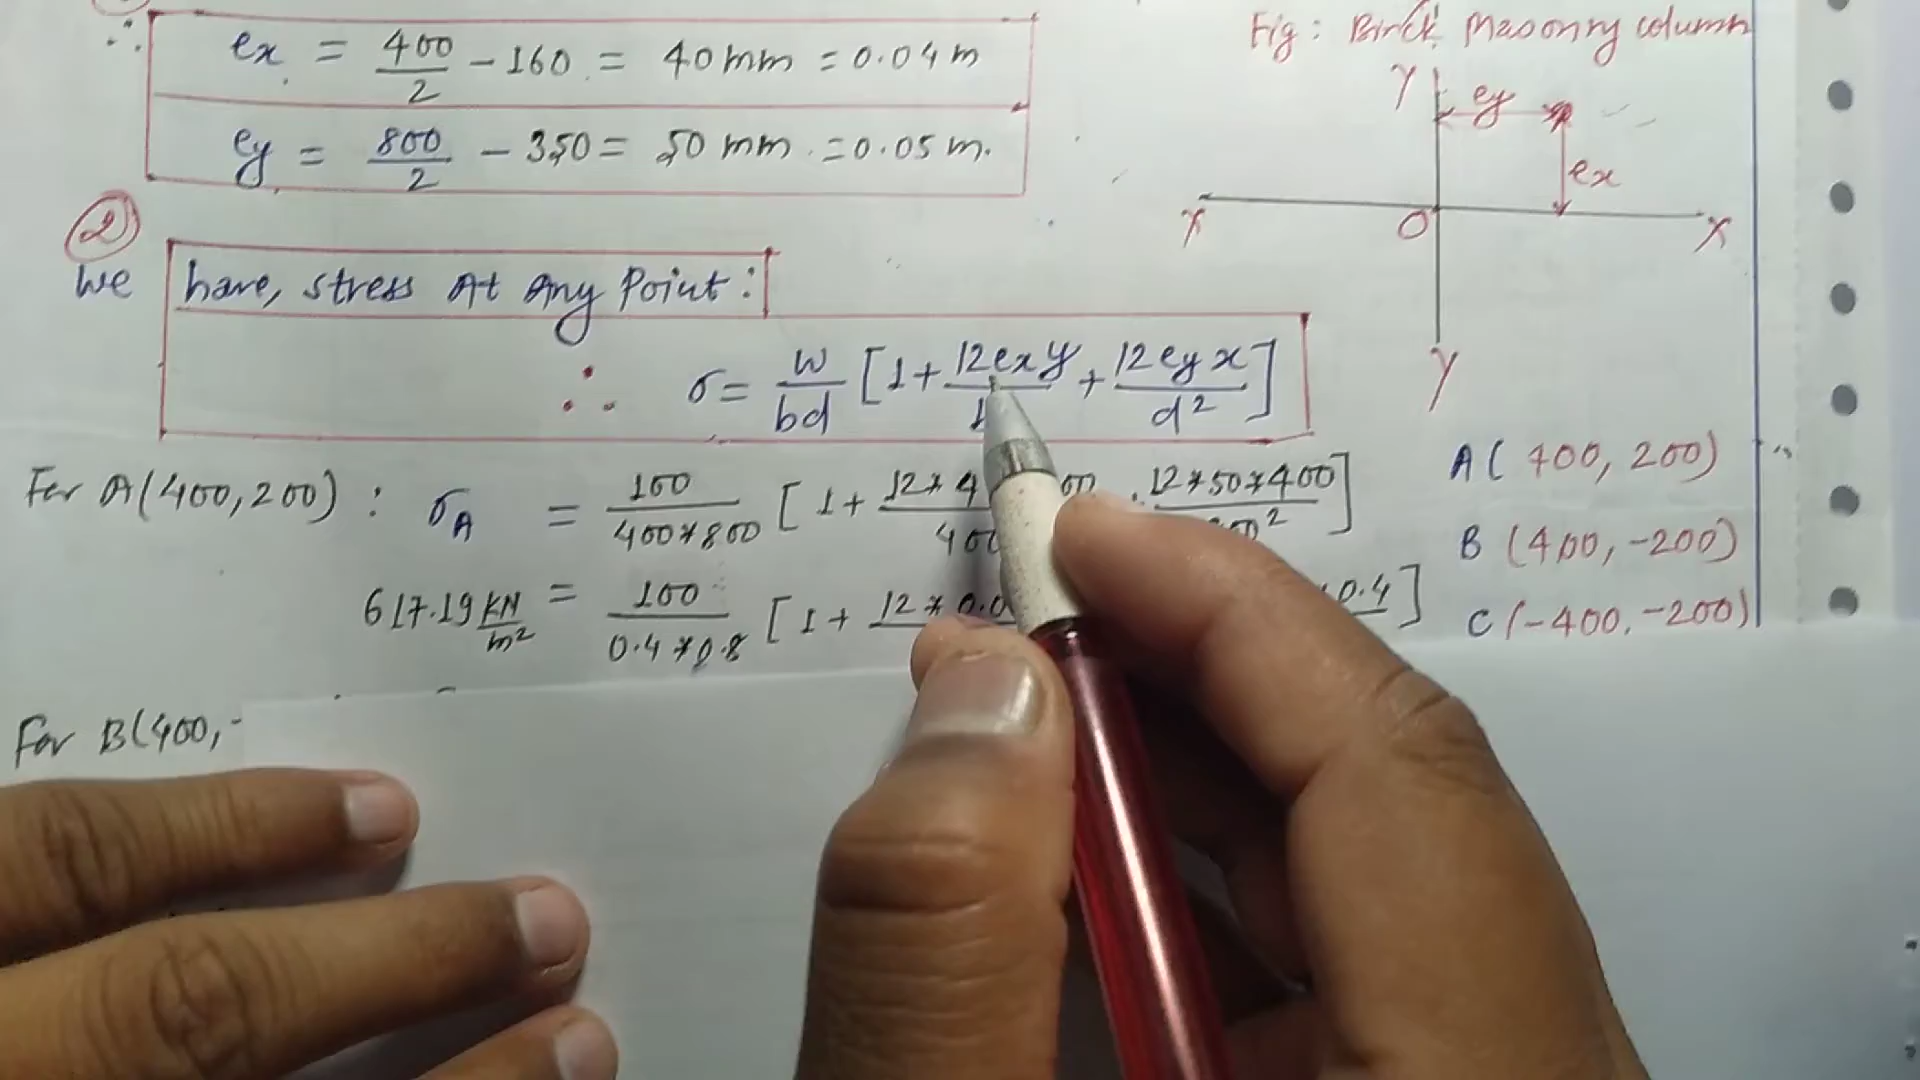 ∴ ex = 400/2 - 160 = 40mm = 0.04 m
ey = 800/2 - 350 = 50 mm. = 0.05 m.
Fig: Birck Masonry column
Y
ey
ex
X O X
Y
2
We have, stress At Any Point:
∴ σ = W/bd [1 + 12exy/ + 12eyx/d²]
For A(400,200) : σA = 100/400*800 [1 + 12*4 12*50*400
617.19 KN/m² = 100/0.4*0.8 [1 + 12*0.0 0.4]
A( 400, 200)
B (400, -200)
C (-400, -200)
For B(400, -